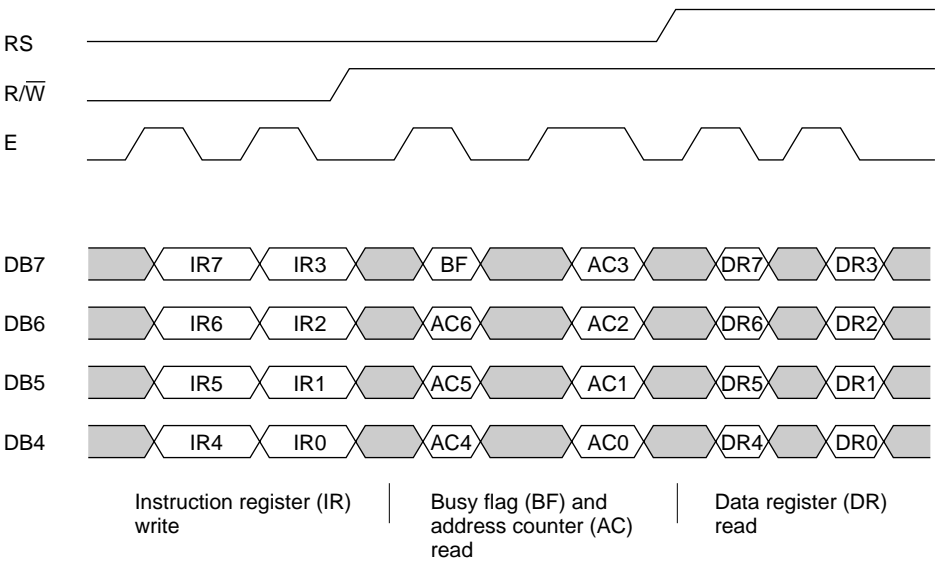 RS
R/W̅
E
DB7 IR7 IR3 BF AC3 DR7 DR3
DB6 IR6 IR2 AC6 AC2 DR6 DR2
DB5 IR5 IR1 AC5 AC1 DR5 DR1
DB4 IR4 IR0 AC4 AC0 DR4 DR0
Instruction register (IR)
write
Busy flag (BF) and
address counter (AC)
read
Data register (DR)
read